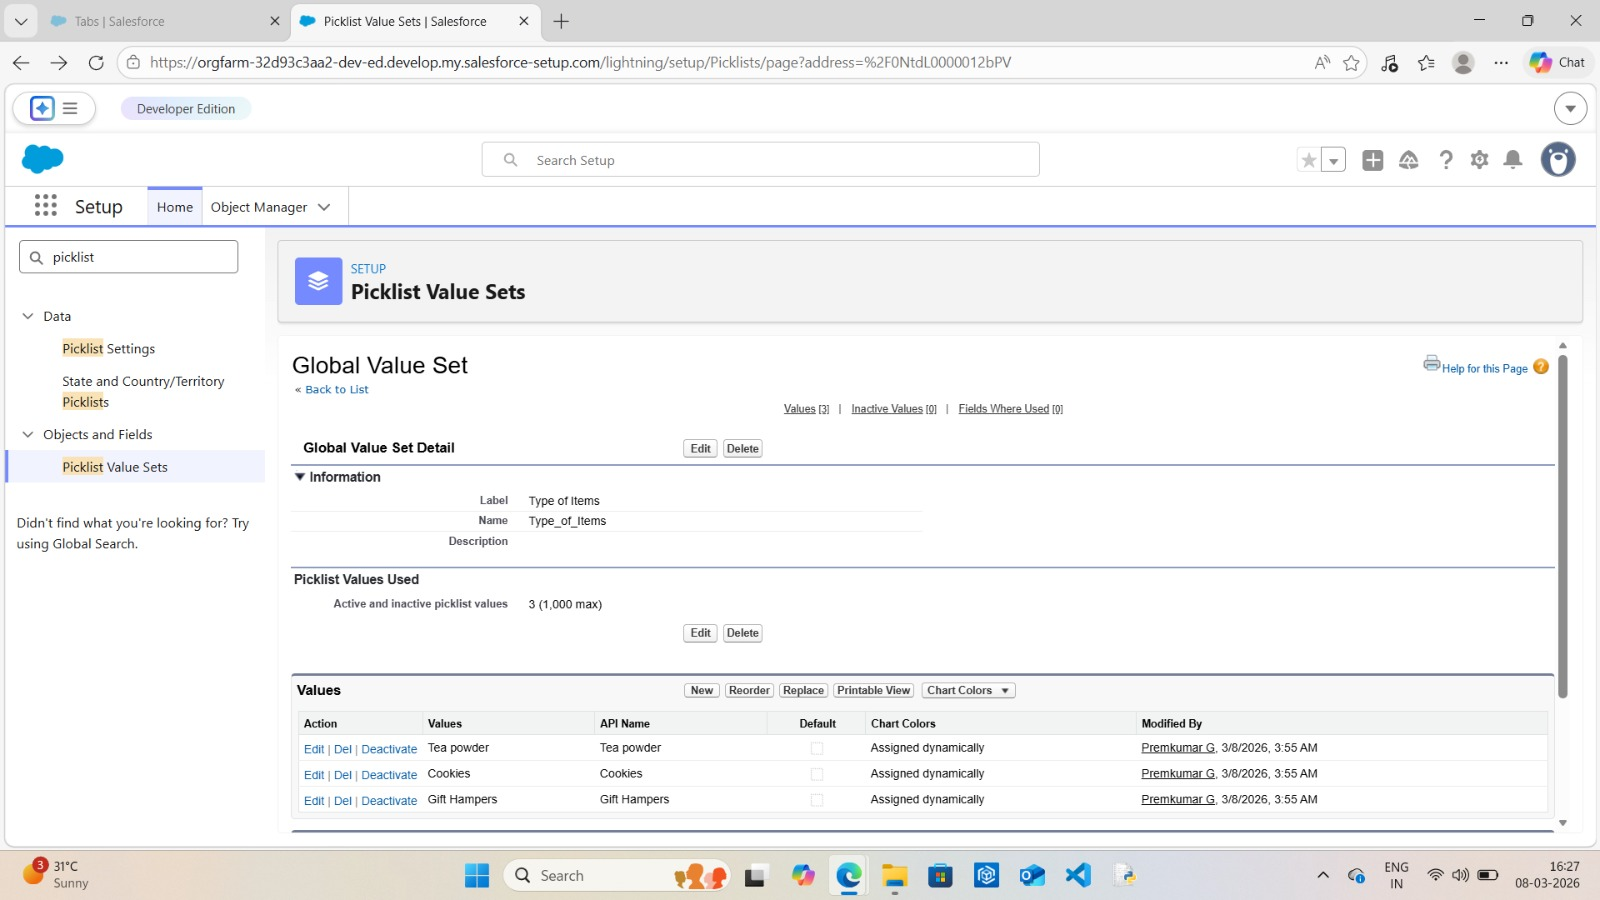 Tabs | Salesforce
Picklist Value Sets | Salesforce
https://orgfarm-32d93c3aa2-dev-ed.develop.my.salesforce-setup.com/lightning/setup/Picklists/page?address=%2F0NtdL0000012bPV
Chat
Developer Edition
Search Setup
Setup
Home
Object Manager
picklist
Data
Picklist Settings
State and Country/Territory
Picklists
Objects and Fields
Picklist Value Sets
Didn't find what you're looking for? Try
using Global Search.
SETUP
Picklist Value Sets
Global Value Set
« Back to List
Help for this Page
Values [3] | Inactive Values [0] | Fields Where Used [0]
Global Value Set Detail Edit Delete
Information
Label Type of Items
Name Type_of_Items
Description
Picklist Values Used
Active and inactive picklist values 3 (1,000 max)
Edit Delete
Values New Reorder Replace Printable View Chart Colors
Action Values API Name Default Chart Colors Modified By
Edit | Del | Deactivate Tea powder Tea powder Assigned dynamically Premkumar G, 3/8/2026, 3:55 AM
Edit | Del | Deactivate Cookies Cookies Assigned dynamically Premkumar G, 3/8/2026, 3:55 AM
Edit | Del | Deactivate Gift Hampers Gift Hampers Assigned dynamically Premkumar G, 3/8/2026, 3:55 AM
3
31°C
Sunny
Search
ENG
IN
16:27
08-03-2026